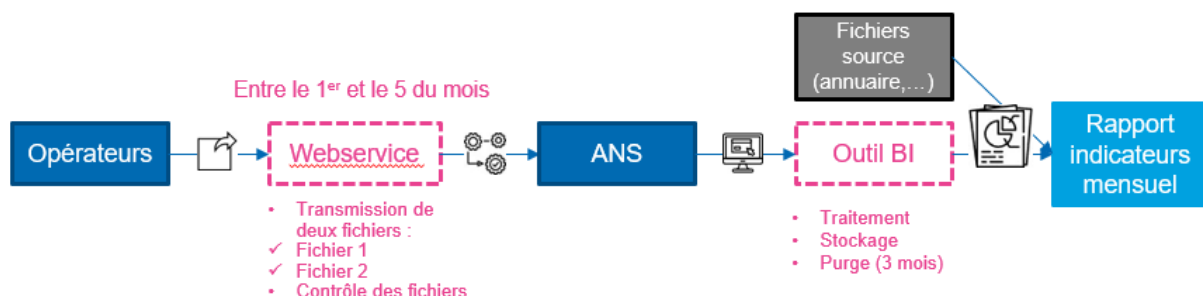 Fichiers
source
(annuaire,...)
Entre le 1er et le 5 du mois
Opérateurs
Webservice
ANS
Outil BI
Rapport
indicateurs
mensuel
• Transmission de
deux fichiers :
✓ Fichier 1
✓ Fichier 2
• Contrôle des fichiers
• Traitement
• Stockage
• Purge (3 mois)